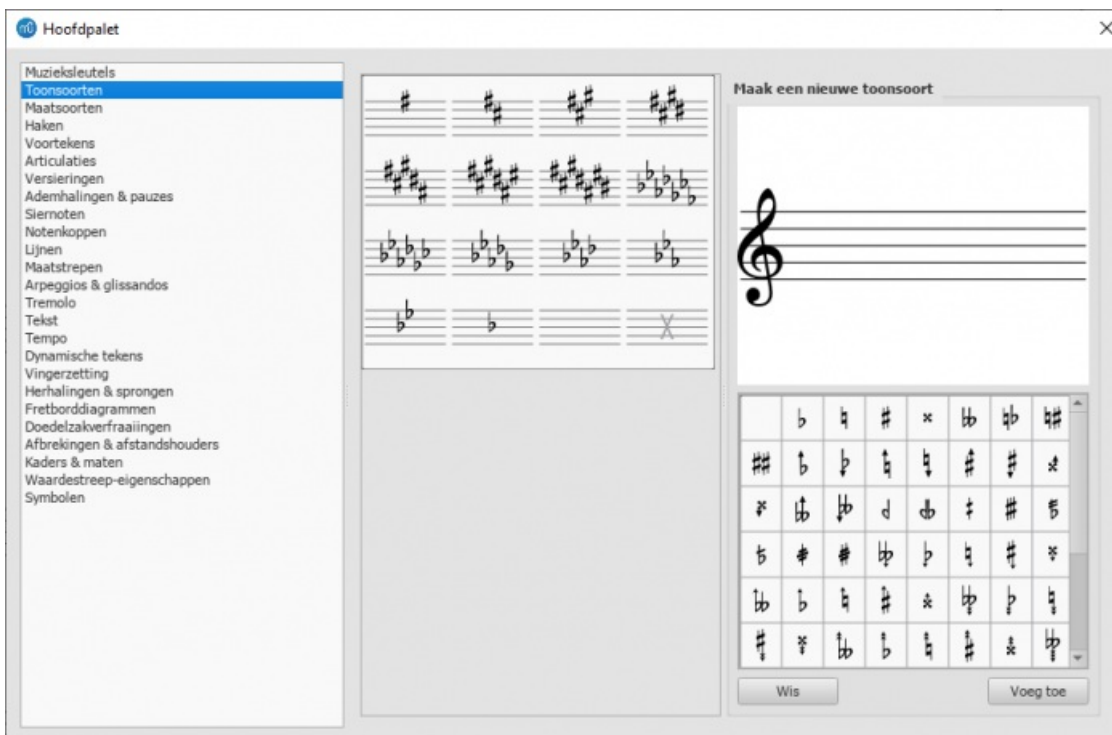 Hoofdpalet
Muzieksleutels
Toonsoorten
Maatsoorten
Haken
Voortekens
Articulaties
Versieringen
Ademhalingen & pauzes
Siernoten
Notenkoppen
Lijnen
Maatstrepen
Arpeggios & glissandos
Tremolo
Tekst
Tempo
Dynamische tekens
Vingerzetting
Herhalingen & sprongen
Fretborddiagrammen
Doedelzakverfraaiingen
Afbrekingen & afstandshouders
Kaders & maten
Waardestreep-eigenschappen
Symbolen
Maak een nieuwe toonsoort
Wis
Voeg toe